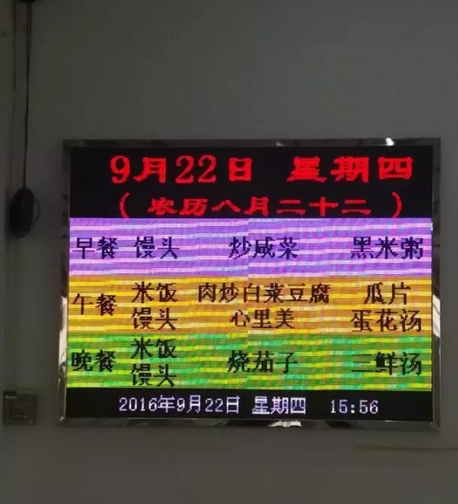 9月22日 星期四
(农历八月二十二)
早餐 馒头 炒咸菜 黑米粥
午餐 米饭 肉炒白菜豆腐 瓜片
馒头 心里美 蛋花汤
晚餐 米饭 烧茄子 三鲜汤
馒头
2016年9月22日 星期四 15:56